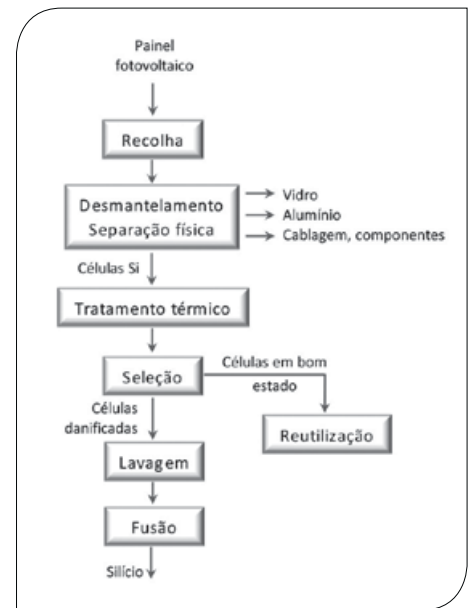 Painel
fotovoltaico
Recolha
Desmantelamento
Separação física
Vidro
Alumínio
Cablagem, componentes
Células Si
Tratamento térmico
Seleção
Células em bom
estado
Reutilização
Células
danificadas
Lavagem
Fusão
Silício